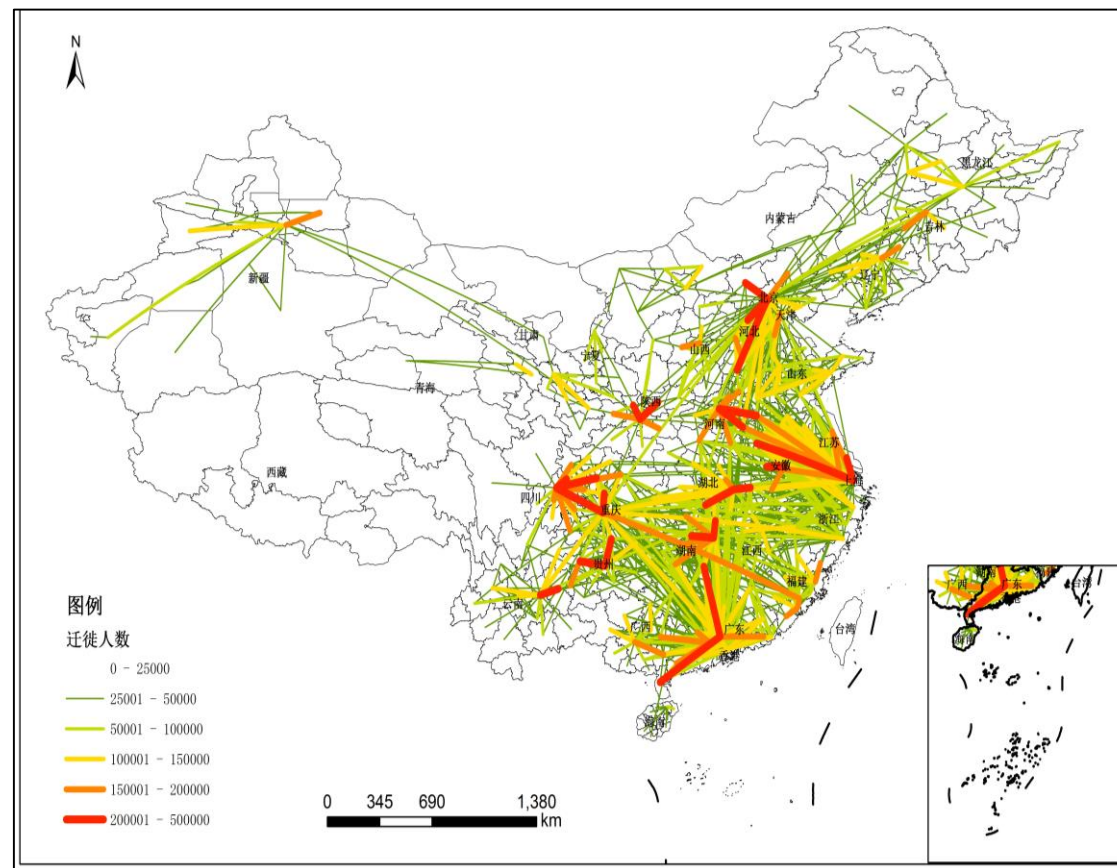 N
黑龙江
内蒙古
吉林
辽宁
新疆
北京
天津
甘肃
河北
宁夏
山西
山东
青海
陕西
河南
江苏
西藏
安徽
上海
四川
湖北
重庆
浙江
湖南
江西
贵州
福建
云南
广西
广东
台湾
香港
海南
图例
迁徙人数
0 - 25000
25001 - 50000
50001 - 100000
100001 - 150000
150001 - 200000
200001 - 500000
0 345 690 1,380
km
广西
湖南
广东
台湾
海南